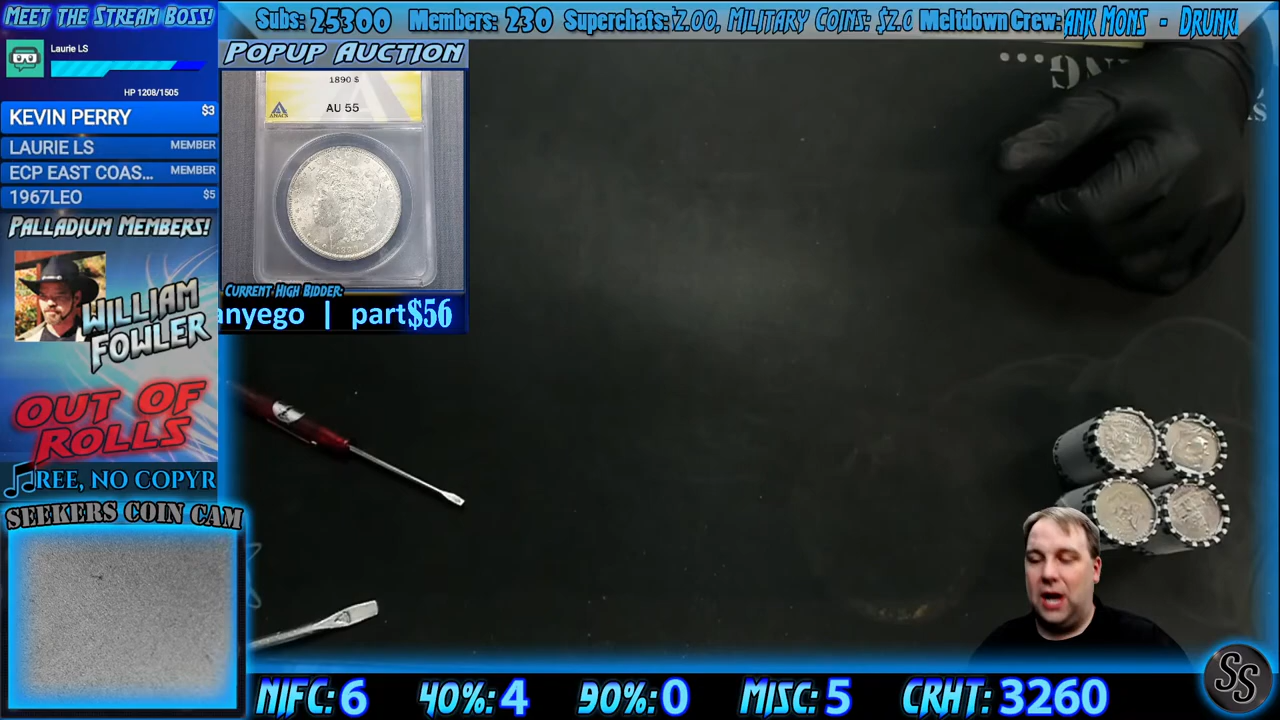 MEET THE STREAM BOSS!
Laurie LS
HP 1208/1505
KEVIN PERRY $3
LAURIE LS MEMBER
ECP EAST COAS... MEMBER
1967LEO $5
PALLADIUM MEMBERS!
WILLIAM
FOWLER
OUT OF
ROLLS
REE, NO COPYR
SEEKERS COIN CAM
Subs: 25300 Members: 230 Superchats: 2.00, MILITARY COINS: $2.0 Meltdown Crew: ANK MONS - DRUNK
POPUP AUCTION
1890 $
AU 55
ANACS
CURRENT HIGH BIDDER:
anyego | part $56
NIFC: 6 40%: 4 90%: 0 MISC: 5 CRHT: 3260
SS